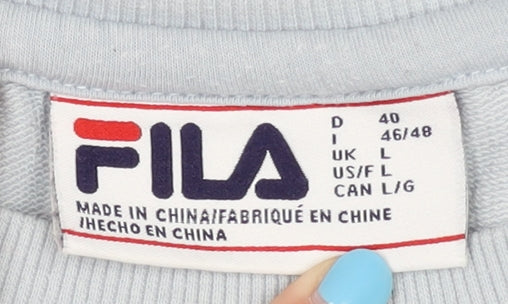 FILA
D 40
I 46/48
UK L
US/F L
CAN L/G
MADE IN CHINA/FABRIQUÉ EN CHINE
/HECHO EN CHINA